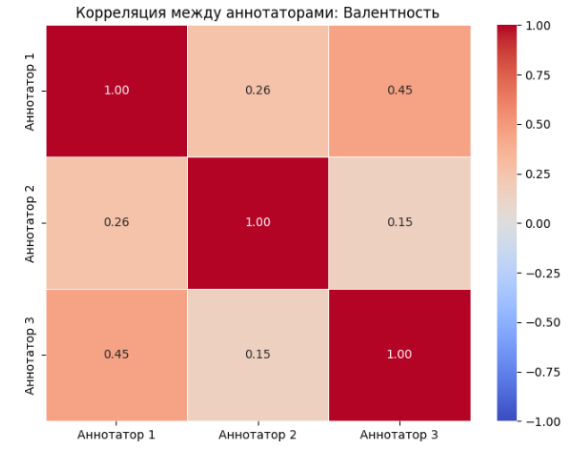 Корреляция между аннотаторами: Валентность
Аннотатор 1
1.00
0.26
0.45
Аннотатор 2
0.26
1.00
0.15
Аннотатор 3
0.45
0.15
1.00
Аннотатор 1
Аннотатор 2
Аннотатор 3
1.00
0.75
0.50
0.25
0.00
−0.25
−0.50
−0.75
−1.00